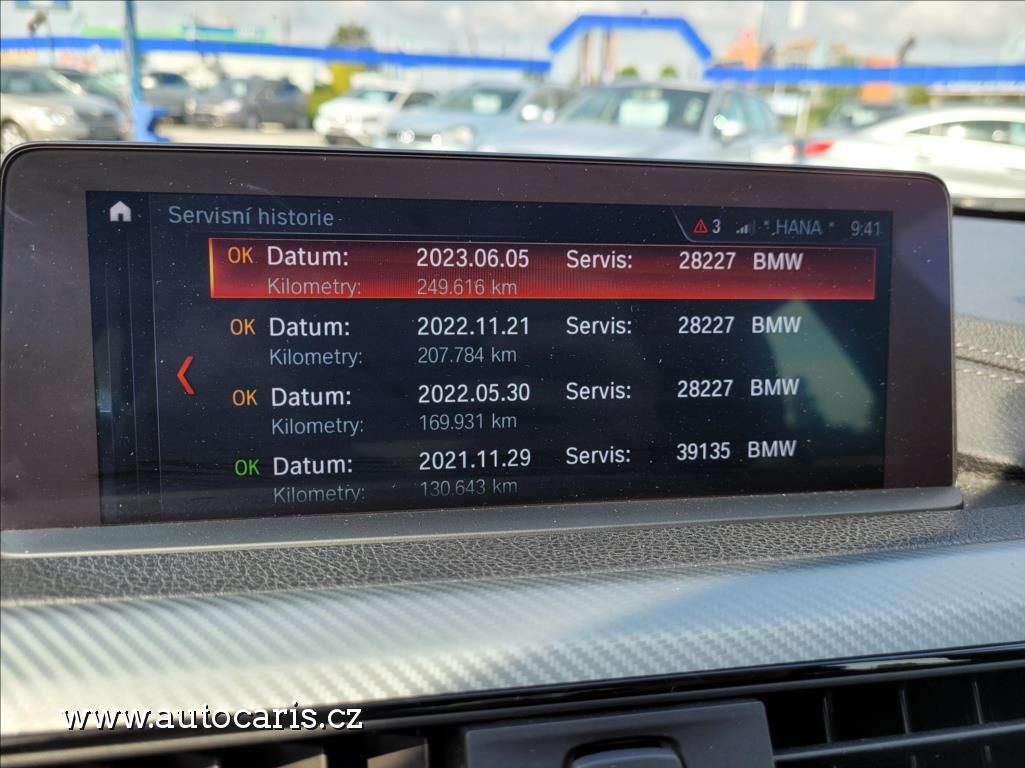 Servisní historie
3 * HANA * 9:41
OK Datum: 2023.06.05 Servis: 28227 BMW
Kilometry: 249.616 km
OK Datum: 2022.11.21 Servis: 28227 BMW
Kilometry: 207.784 km
OK Datum: 2022.05.30 Servis: 28227 BMW
Kilometry: 169.931 km
OK Datum: 2021.11.29 Servis: 39135 BMW
Kilometry: 130.643 km
www.autocaris.cz